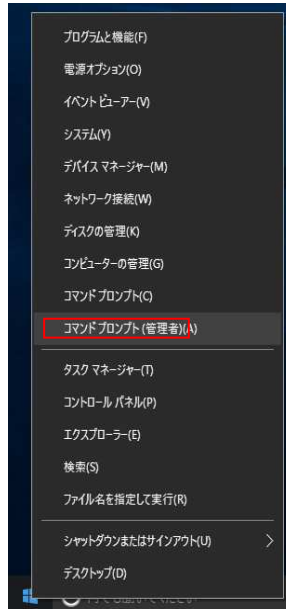 プログラムと機能(F)
電源オプション(O)
イベント ビューアー(V)
システム(Y)
デバイス マネージャー(M)
ネットワーク接続(W)
ディスクの管理(K)
コンピューターの管理(G)
コマンド プロンプト(C)
コマンド プロンプト (管理者)(A)
タスク マネージャー(T)
コントロール パネル(P)
エクスプローラー(E)
検索(S)
ファイル名を指定して実行(R)
シャットダウンまたはサインアウト(U)
デスクトップ(D)